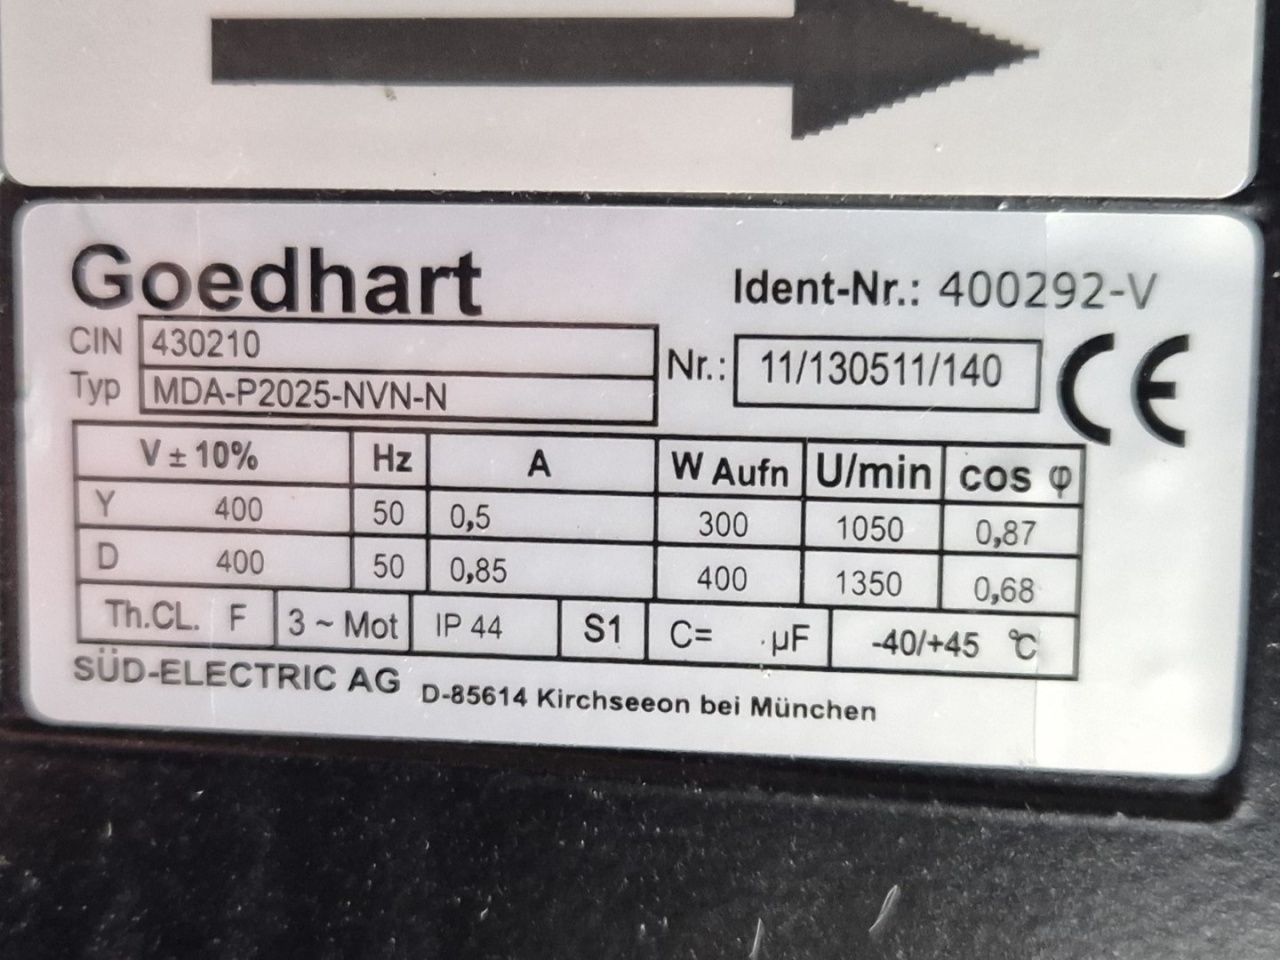 Goedhart
Ident-Nr.: 400292-V
CIN 430210
Typ MDA-P2025-NVN-N
Nr.: 11/130511/140
CE
V ± 10% Hz A W Aufn U/min cos φ
Y 400 50 0,5 300 1050 0,87
D 400 50 0,85 400 1350 0,68
Th.CL. F 3 ~ Mot IP 44 S1 C= µF -40/+45 °C
SÜD-ELECTRIC AG D-85614 Kirchseeon bei München